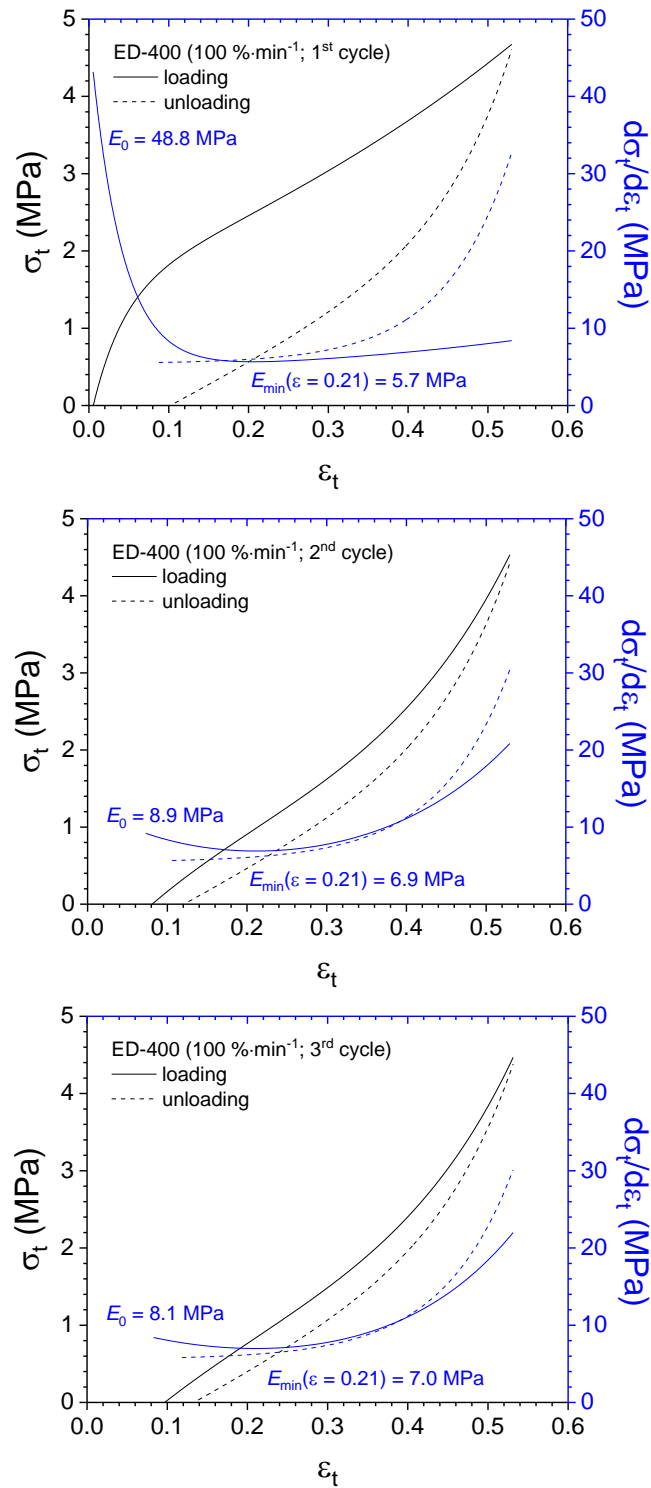 ED-400 (100 %·min⁻¹; 1ˢᵗ cycle)
loading
unloading
E₀ = 48.8 MPa
Eₘᵢₙ(ε = 0.21) = 5.7 MPa
5
4
3
2
1
0
σₜ (MPa)
50
40
30
20
10
0
dσₜ/dεₜ (MPa)
0.0 0.1 0.2 0.3 0.4 0.5 0.6
εₜ
ED-400 (100 %·min⁻¹; 2ⁿᵈ cycle)
loading
unloading
E₀ = 8.9 MPa
Eₘᵢₙ(ε = 0.21) = 6.9 MPa
5
4
3
2
1
0
σₜ (MPa)
50
40
30
20
10
0
dσₜ/dεₜ (MPa)
0.0 0.1 0.2 0.3 0.4 0.5 0.6
εₜ
ED-400 (100 %·min⁻¹; 3ʳᵈ cycle)
loading
unloading
E₀ = 8.1 MPa
Eₘᵢₙ(ε = 0.21) = 7.0 MPa
5
4
3
2
1
0
σₜ (MPa)
50
40
30
20
10
0
dσₜ/dεₜ (MPa)
0.0 0.1 0.2 0.3 0.4 0.5 0.6
εₜ